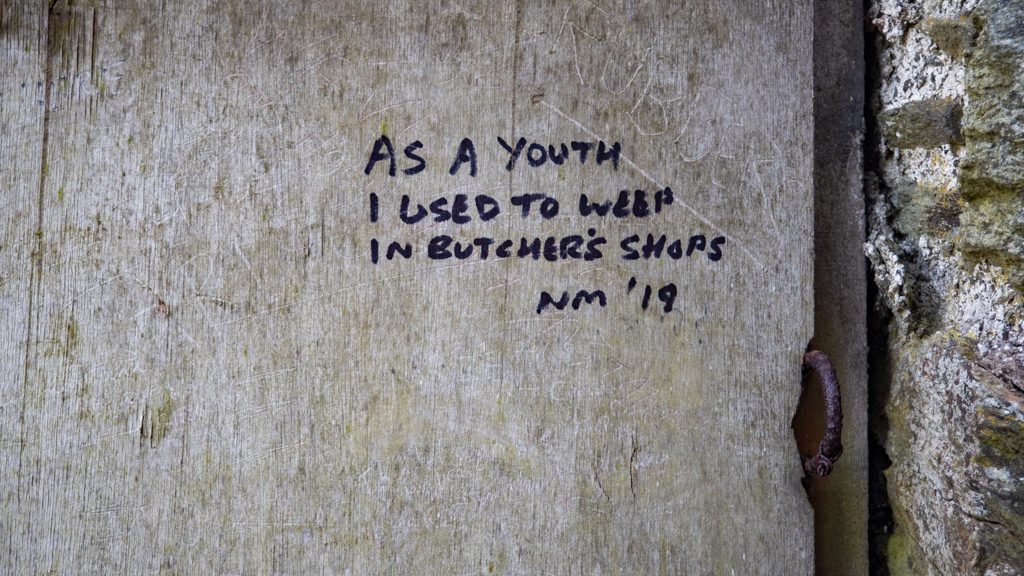 AS A YOUTH
I USED TO WEEP
IN BUTCHER'S SHOPS
NM '19